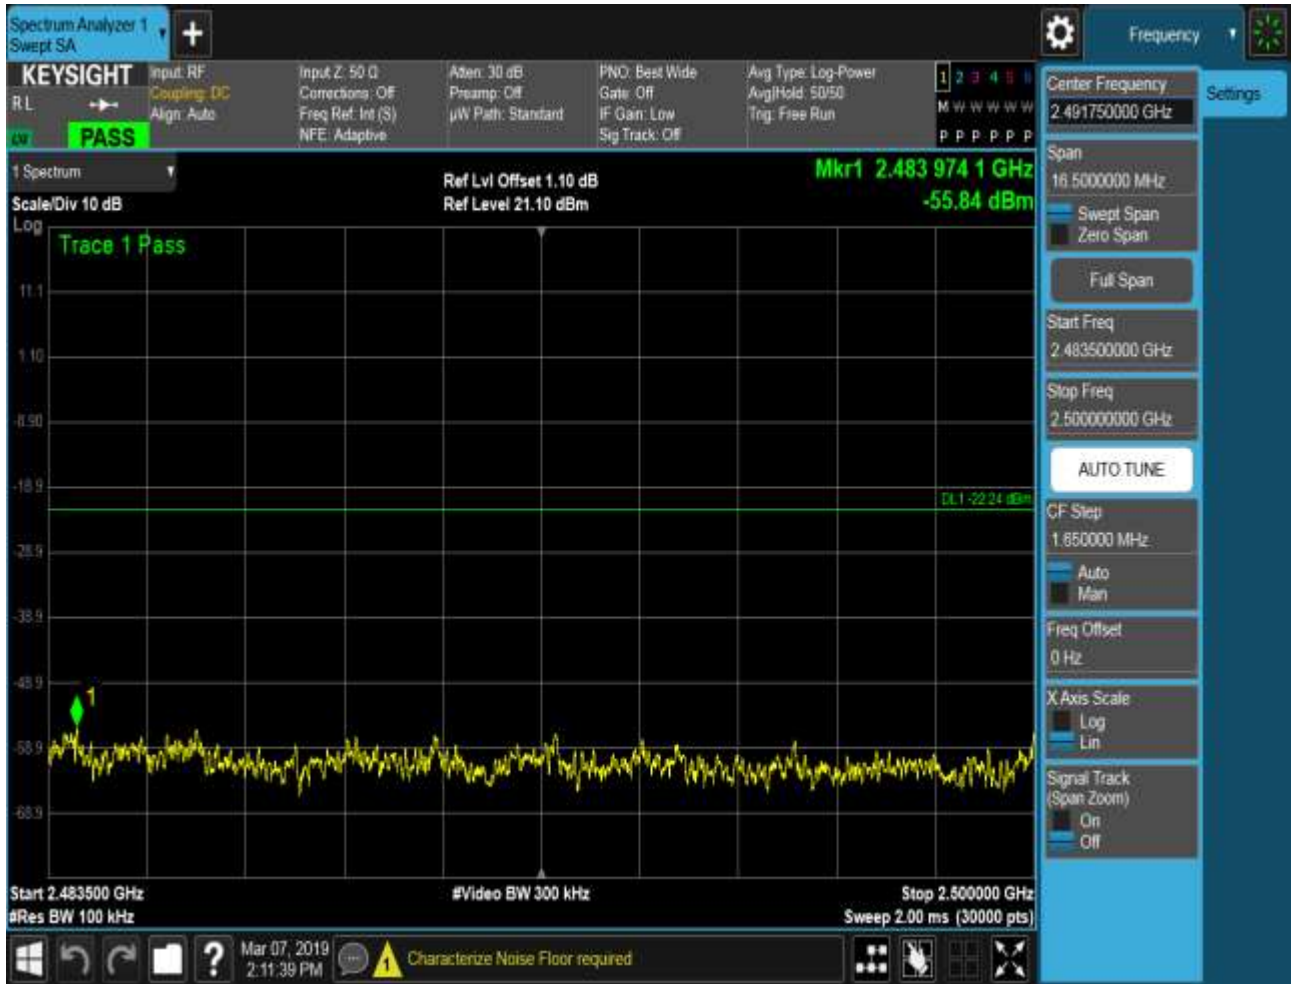 Spectrum Analyzer 1
Swept SA
Frequency
KEYSIGHT
R L
PASS
Input: RF
Coupling: DC
Align: Auto
Input Z: 50 Ω
Corrections: Off
Freq Ref: Int (S)
NFE: Adaptive
Atten: 30 dB
Preamp: Off
µW Path: Standard
PNO: Best Wide
Gate: Off
IF Gain: Low
Sig Track: Off
Avg Type: Log-Power
Avg|Hold: 50/50
Trig: Free Run
1 2 3 4 5 6
M W W W W W
P P P P P P
1 Spectrum
Scale/Div 10 dB
Ref Lvl Offset 1.10 dB
Ref Level 21.10 dBm
Mkr1 2.483 974 1 GHz
-55.84 dBm
Log
Trace 1 Pass
11.1
1.10
-8.90
-18.9
DL1 -22.24 dBm
-28.9
-38.9
-48.9
1
-58.9
-68.9
Start 2.483500 GHz
#Video BW 300 kHz
Stop 2.500000 GHz
#Res BW 100 kHz
Sweep 2.00 ms (30000 pts)
Mar 07, 2019
2:11:39 PM
1
Characterize Noise Floor required
Center Frequency
2.491750000 GHz
Settings
Span
16.5000000 MHz
Swept Span
Zero Span
Full Span
Start Freq
2.483500000 GHz
Stop Freq
2.500000000 GHz
AUTO TUNE
CF Step
1.650000 MHz
Auto
Man
Freq Offset
0 Hz
X Axis Scale
Log
Lin
Signal Track
(Span Zoom)
On
Off